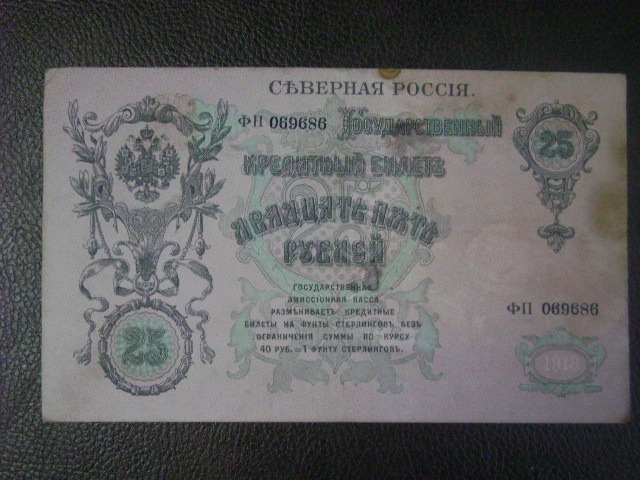 СѢВЕРНАЯ РОССІЯ.
ФП 069686 ГОСУДАРСТВЕННЫЙ
КРЕДИТНЫЙ БИЛЕТЪ
25
25
ДВАДЦАТЬ ПЯТЬ
РУБЛЕЙ
ГОСУДАРСТВЕННАЯ
ЭМИССІОННАЯ КАССА
РАЗМѢНИВАЕТЪ КРЕДИТНЫЕ
БИЛЕТЫ НА ФУНТЫ СТЕРЛИНГОВЪ БЕЗЪ
ОГРАНИЧЕНІЯ СУММЫ ПО КУРСУ
40 РУБ.=1 ФУНТУ СТЕРЛИНГОВЪ.
ФП 069686
25